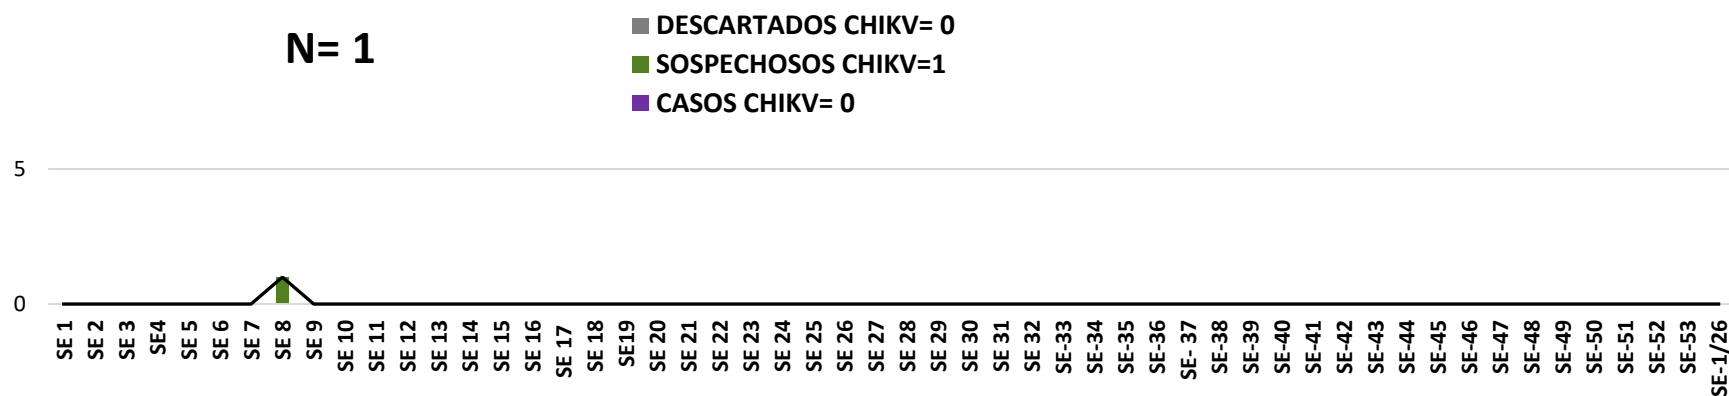 N= 1
DESCARTADOS CHIKV= 0
SOSPECHOSOS CHIKV=1
CASOS CHIKV= 0
5
0
SE 1
SE 2
SE 3
SE4
SE 5
SE 6
SE 7
SE 8
SE 9
SE 10
SE 11
SE 12
SE 13
SE 14
SE 15
SE 16
SE 17
SE 18
SE19
SE 20
SE 21
SE 22
SE 23
SE 24
SE 25
SE 26
SE 27
SE 28
SE 29
SE 30
SE 31
SE 32
SE-33
SE-34
SE-35
SE-36
SE- 37
SE-38
SE-39
SE-40
SE-41
SE-42
SE-43
SE-44
SE-45
SE-46
SE-47
SE-48
SE-49
SE-50
SE-51
SE-52
SE-53
SE-1/26